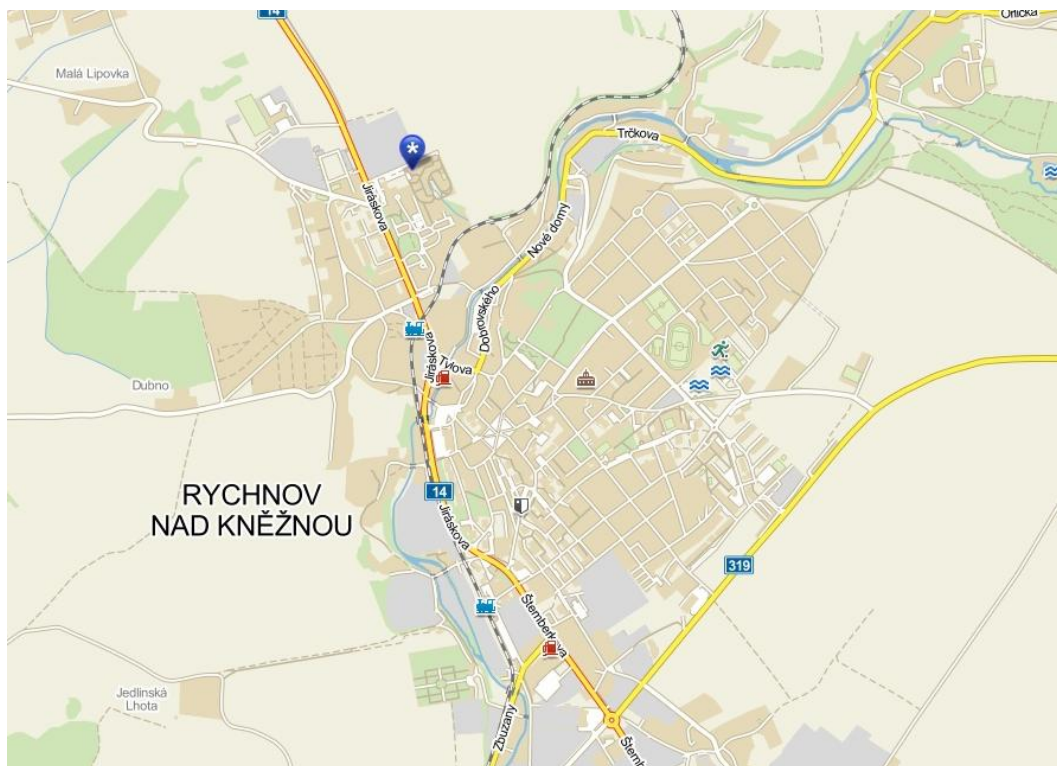 14
Orlická
Malá Lipovka
Trčkova
Jiráskova
Nové domy
Dobrovského
Jiráskova
Tylova
Dubno
RYCHNOV
NAD KNĚŽNOU
14
Jiráskova
319
Štemberkova
Jedlinská
Lhota
Zbuzany
Štemb